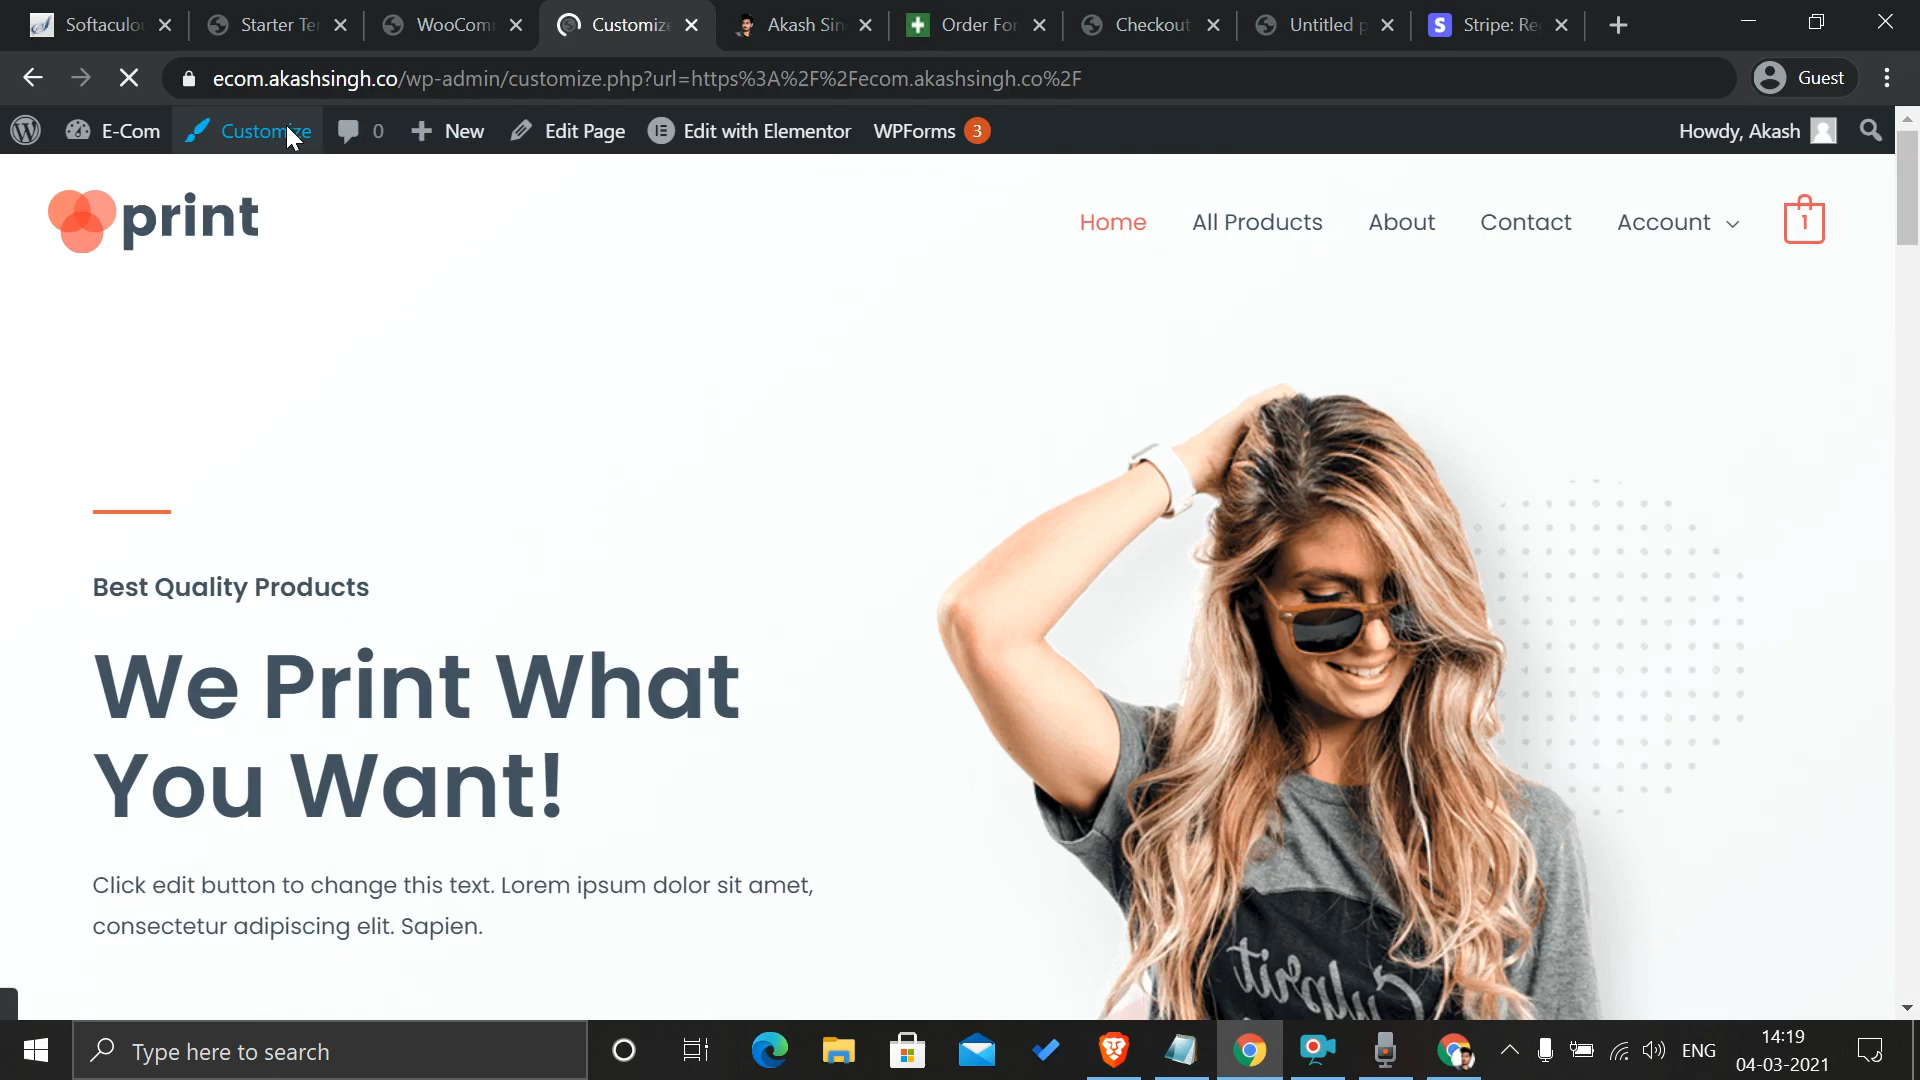 Softaculo
Starter Te
WooCom
Customize
Akash Sin
Order For
Checkout
Untitled p
Stripe: Re
ecom.akashsingh.co/wp-admin/customize.php?url=https%3A%2F%2Fecom.akashsingh.co%2F
Guest
E-Com
Customize
0
New
Edit Page
Edit with Elementor
WPForms 3
Howdy, Akash
print
Home
All Products
About
Contact
Account
1
Best Quality Products
We Print What
You Want!
Click edit button to change this text. Lorem ipsum dolor sit amet,
consectetur adipiscing elit. Sapien.
Type here to search
ENG
14:19
04-03-2021